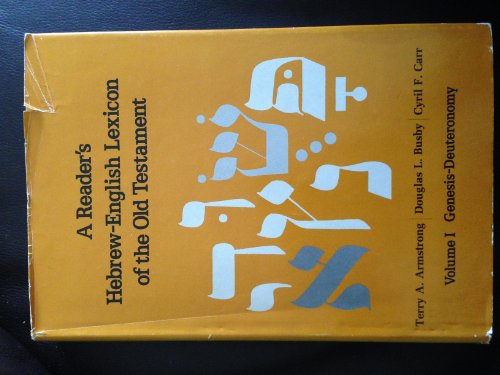 A Reader's
Hebrew-English Lexicon
of the Old Testament
Terry A. Armstrong | Douglas L. Busby | Cyril F. Carr
Volume I Genesis-Deuteronomy